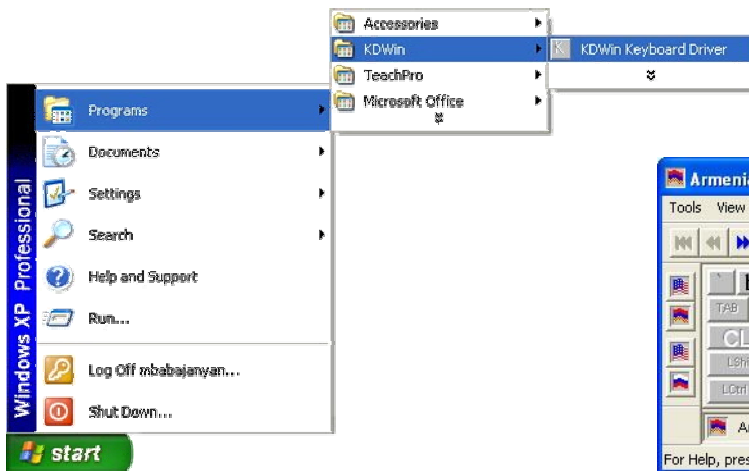 Accessories
KDWin
TeachPro
Microsoft Office
KDWin Keyboard Driver
Programs
Documents
Settings
Search
Help and Support
Run...
Log Off mbabajanyan...
Shut Down...
Windows XP Professional
start
Armenia
Tools View
TAB
CL
LShi
LCtrl
A
For Help, pres